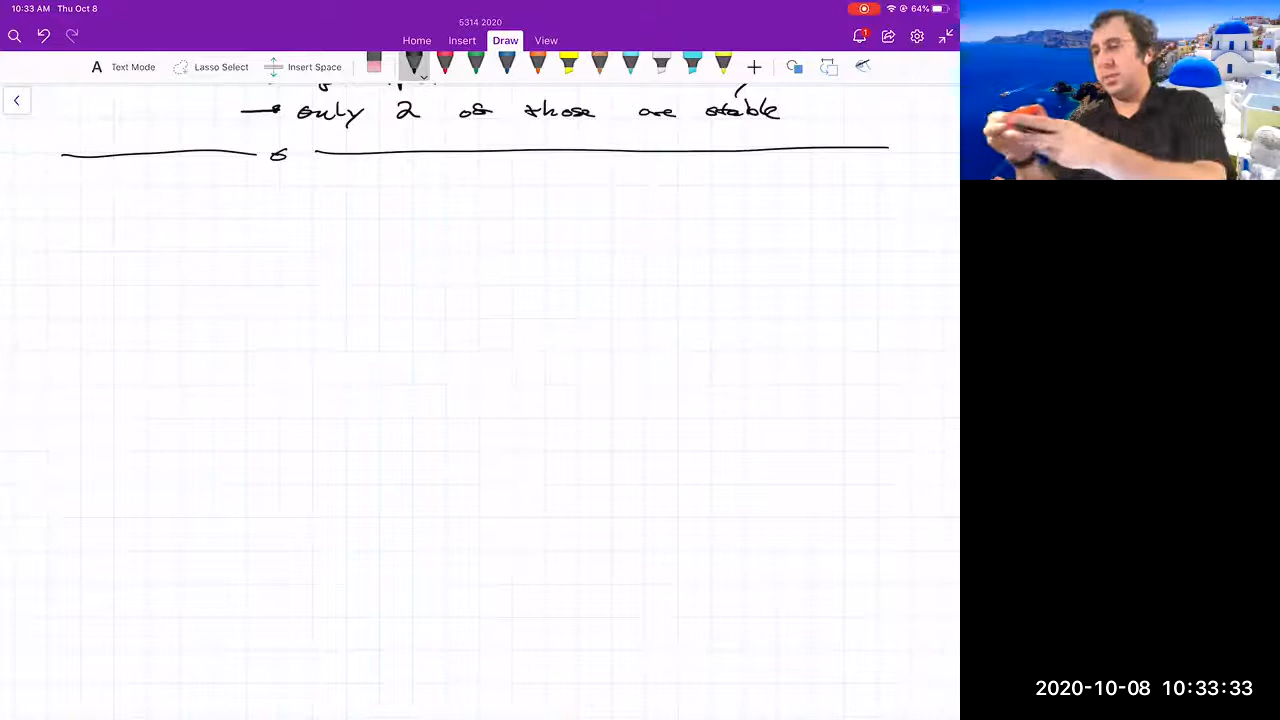 10:33 AM Thu Oct 8
64%
5314 2020
Home Insert Draw View
1
A Text Mode Lasso Select Insert Space
→ only 2 of those are stable
2020-10-08 10:33:33